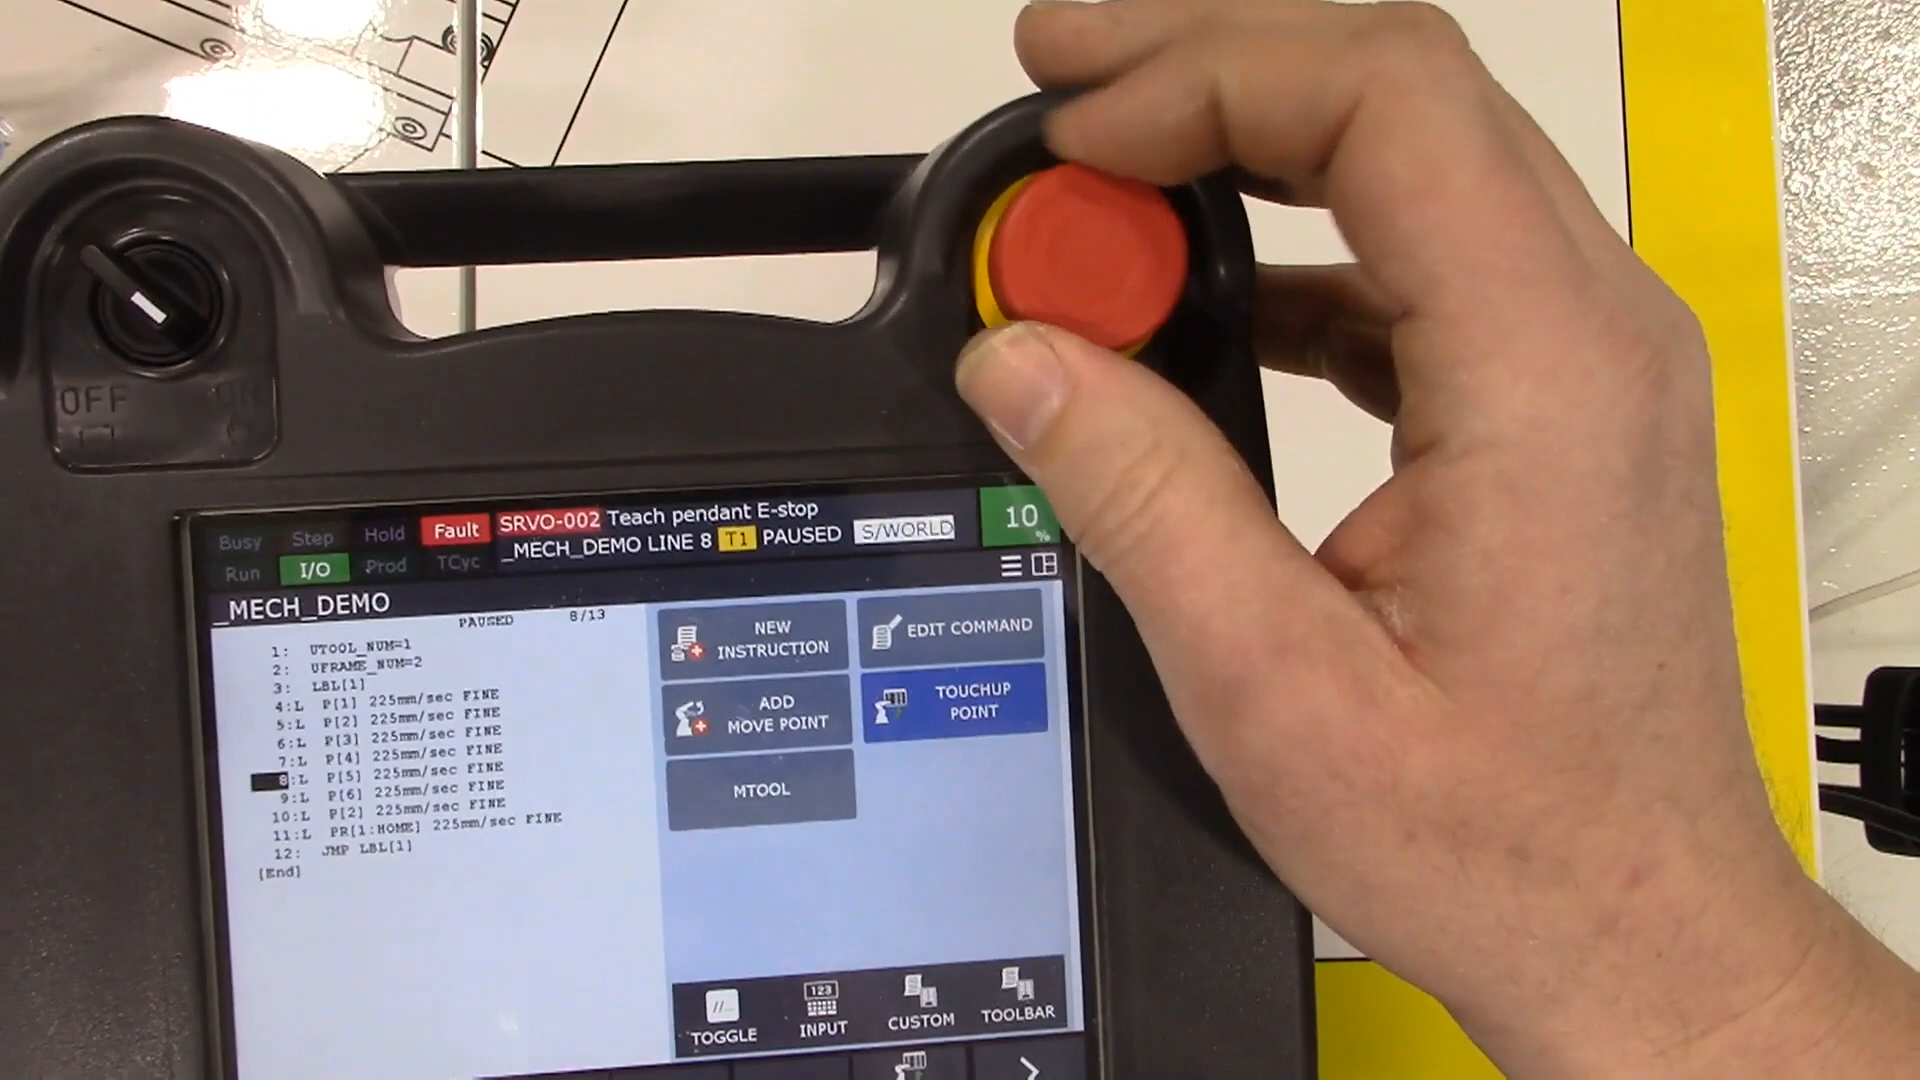 OFF ON
Busy Step Hold Fault SRVO-002 Teach pendant E-stop 10 %
Run I/O Prod TCyc _MECH_DEMO LINE 8 T1 PAUSED S/WORLD
_MECH_DEMO
PAUSED 8/13
1: UTOOL_NUM=1
2: UFRAME_NUM=2
3: LBL[1]
4:L P[1] 225mm/sec FINE
5:L P[2] 225mm/sec FINE
6:L P[3] 225mm/sec FINE
7:L P[4] 225mm/sec FINE
8:L P[5] 225mm/sec FINE
9:L P[6] 225mm/sec FINE
10:L P[2] 225mm/sec FINE
11:L PR[1:HOME] 225mm/sec FINE
12: JMP LBL[1]
[End]
NEW
INSTRUCTION
EDIT COMMAND
ADD
MOVE POINT
TOUCHUP
POINT
MTOOL
123
TOGGLE INPUT CUSTOM TOOLBAR